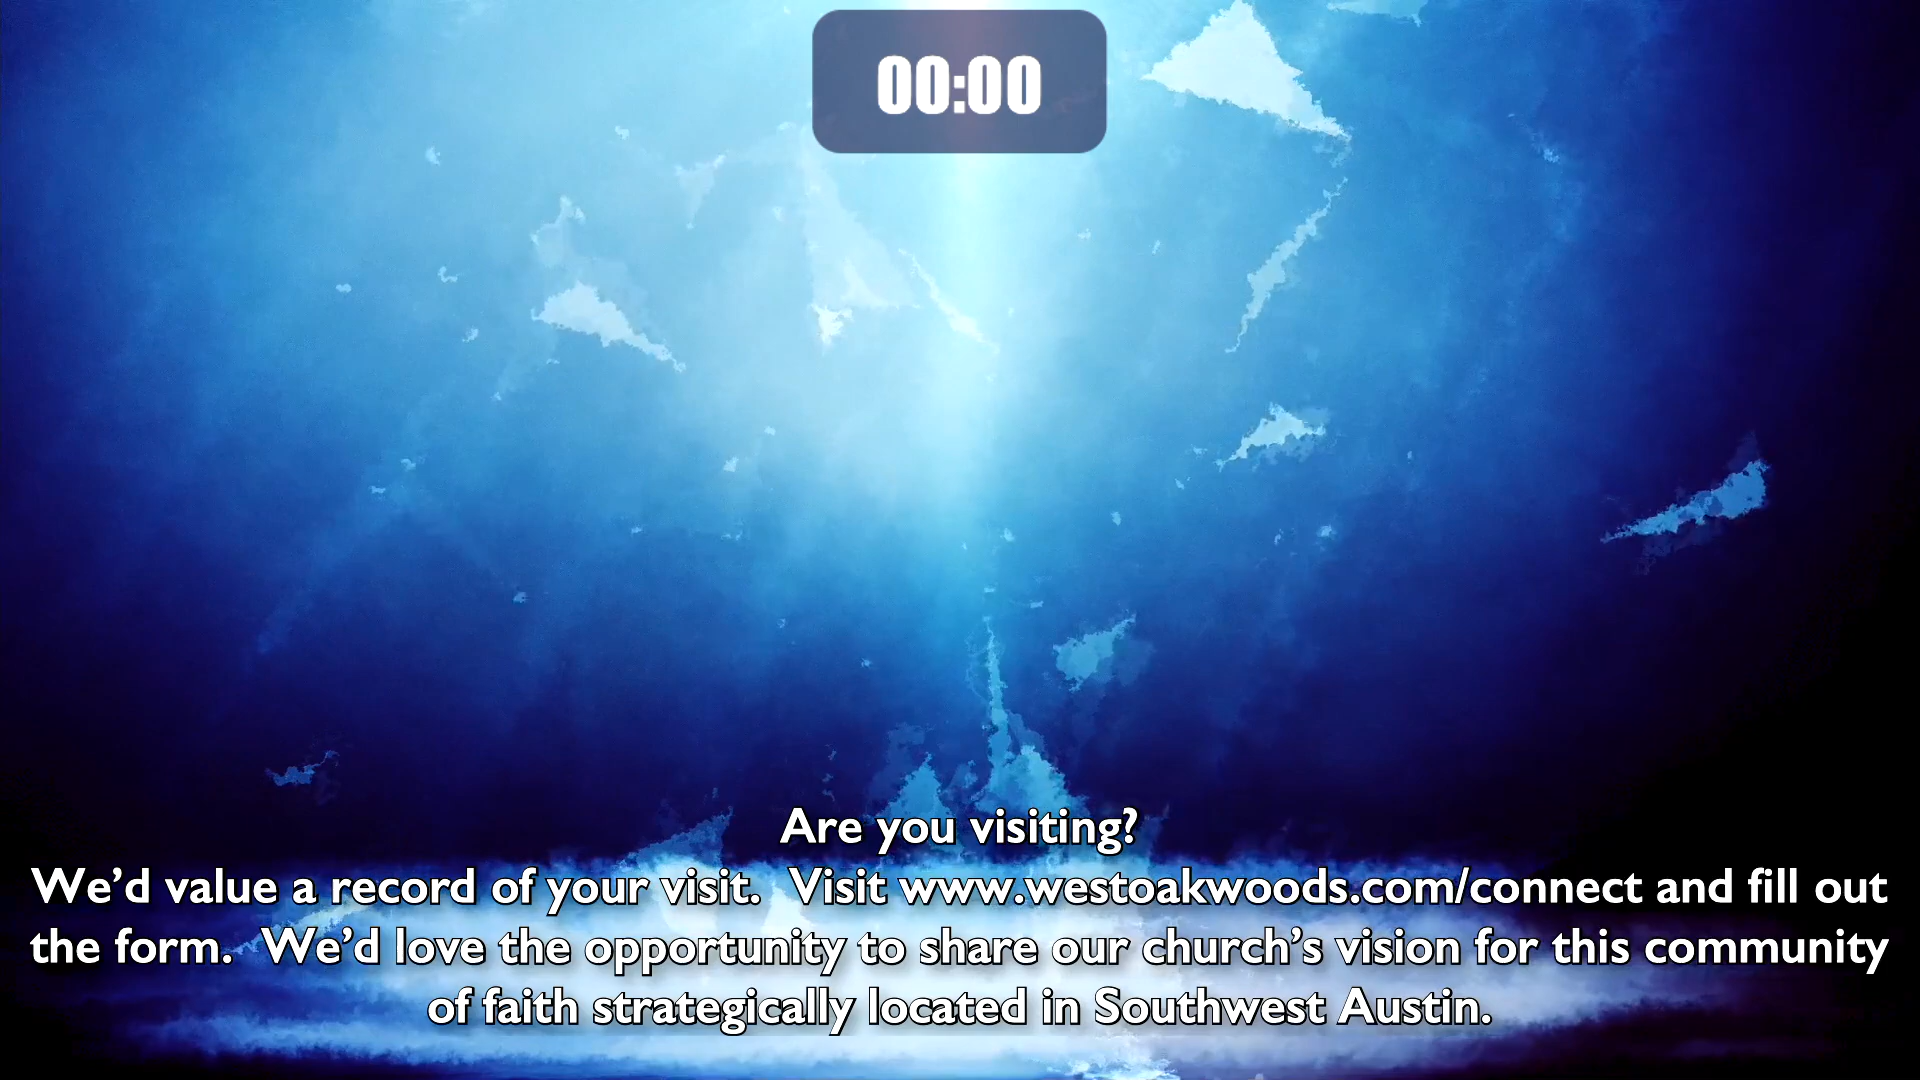 00:00
Are you visiting?
We’d value a record of your visit.  Visit www.westoakwoods.com/connect and fill out
the form.  We’d love the opportunity to share our church’s vision for this community
of faith strategically located in Southwest Austin.